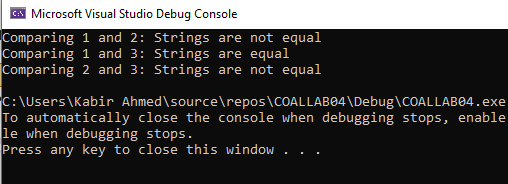 Microsoft Visual Studio Debug Console
Comparing 1 and 2: Strings are not equal
Comparing 1 and 3: Strings are equal
Comparing 2 and 3: Strings are not equal
C:\Users\Kabir Ahmed\source\repos\COALLAB04\Debug\COALLAB04.exe
To automatically close the console when debugging stops, enable
le when debugging stops.
Press any key to close this window . . .